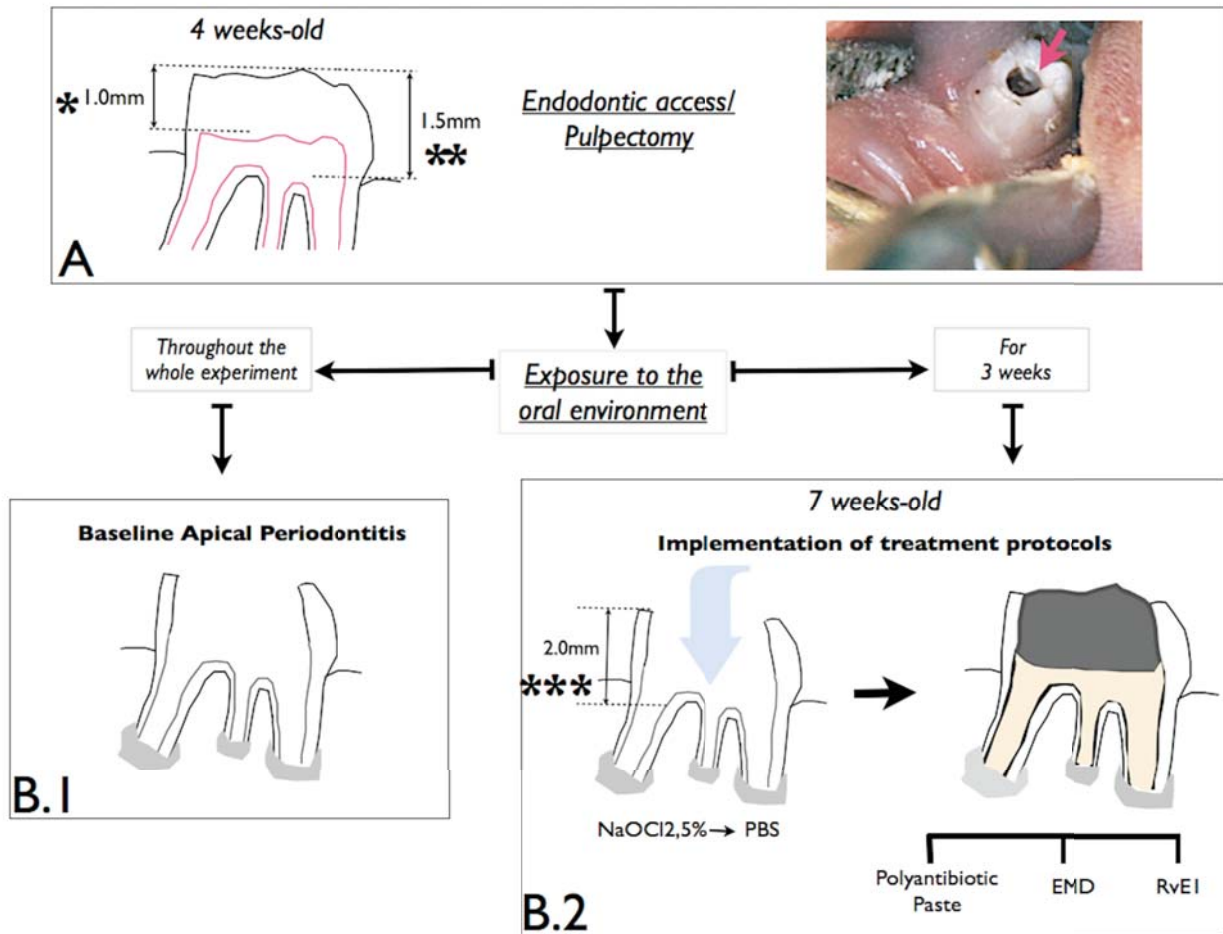 4 weeks-old
*1.0mm
1.5mm
**
Endodontic access/
Pulpectomy
A
Throughout the
whole experiment
Exposure to the
oral environment
For
3 weeks
Baseline Apical Periodontitis
B.1
7 weeks-old
Implementation of treatment protocols
2.0mm
***
NaOCl2,5% → PBS
Polyantibiotic
Paste
EMD
RvE1
B.2